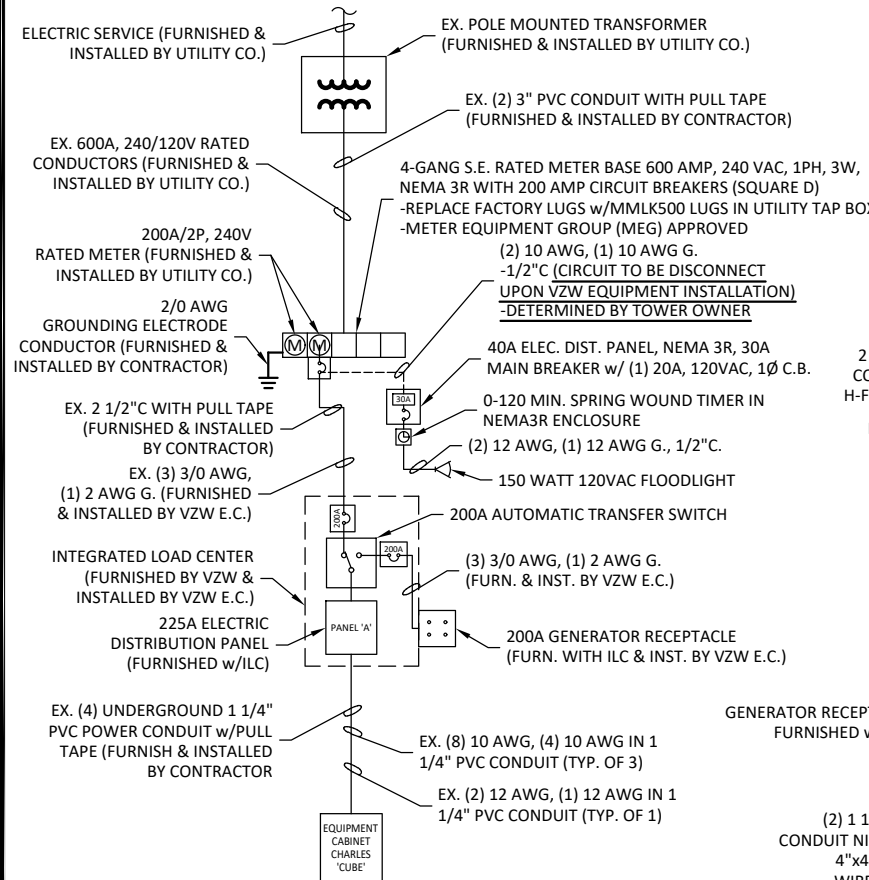 ELECTRIC SERVICE (FURNISHED &
INSTALLED BY UTILITY CO.)
EX. POLE MOUNTED TRANSFORMER
(FURNISHED & INSTALLED BY UTILITY CO.)
EX. (2) 3" PVC CONDUIT WITH PULL TAPE
(FURNISHED & INSTALLED BY CONTRACTOR)
EX. 600A, 240/120V RATED
CONDUCTORS (FURNISHED &
INSTALLED BY UTILITY CO.)
4-GANG S.E. RATED METER BASE 600 AMP, 240 VAC, 1PH, 3W,
NEMA 3R WITH 200 AMP CIRCUIT BREAKERS (SQUARE D)
-REPLACE FACTORY LUGS w/MMLK500 LUGS IN UTILITY TAP BOX
-METER EQUIPMENT GROUP (MEG) APPROVED
200A/2P, 240V
RATED METER (FURNISHED &
INSTALLED BY UTILITY CO.)
(2) 10 AWG, (1) 10 AWG G.
-1/2"C (CIRCUIT TO BE DISCONNECT
UPON VZW EQUIPMENT INSTALLATION)
-DETERMINED BY TOWER OWNER
2/0 AWG
GROUNDING ELECTRODE
CONDUCTOR (FURNISHED &
INSTALLED BY CONTRACTOR)
M
M
40A ELEC. DIST. PANEL, NEMA 3R, 30A
MAIN BREAKER w/ (1) 20A, 120VAC, 1Ø C.B.
2
CO
H-F
30A
0-120 MIN. SPRING WOUND TIMER IN
NEMA3R ENCLOSURE
EX. 2 1/2"C WITH PULL TAPE
(FURNISHED & INSTALLED
BY CONTRACTOR)
(2) 12 AWG, (1) 12 AWG G., 1/2"C.
150 WATT 120VAC FLOODLIGHT
EX. (3) 3/0 AWG,
(1) 2 AWG G. (FURNISHED
& INSTALLED BY VZW E.C.)
200A
200A AUTOMATIC TRANSFER SWITCH
200A
INTEGRATED LOAD CENTER
(FURNISHED BY VZW &
INSTALLED BY VZW E.C.)
(3) 3/0 AWG, (1) 2 AWG G.
(FURN. & INST. BY VZW E.C.)
225A ELECTRIC
DISTRIBUTION PANEL
(FURNISHED w/ILC)
PANEL 'A'
200A GENERATOR RECEPTACLE
(FURN. WITH ILC & INST. BY VZW E.C.)
EX. (4) UNDERGROUND 1 1/4"
PVC POWER CONDUIT w/PULL
TAPE (FURNISH & INSTALLED
BY CONTRACTOR
GENERATOR RECEPT
FURNISHED w
EX. (8) 10 AWG, (4) 10 AWG IN 1
1/4" PVC CONDUIT (TYP. OF 3)
EX. (2) 12 AWG, (1) 12 AWG IN 1
1/4" PVC CONDUIT (TYP. OF 1)
EQUIPMENT
CABINET
CHARLES
'CUBE'
(2) 1 1
CONDUIT NI
4"x4